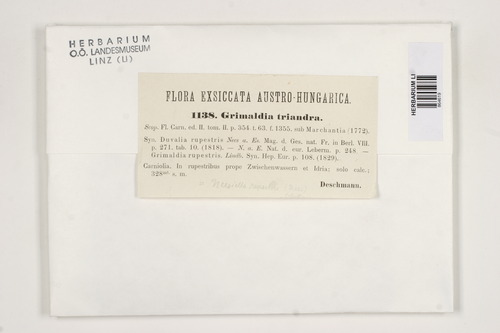 HERBARIUM
O.Ö. LANDESMUSEUM
LINZ (LI)
HERBARIUM LI
FLORA EXSICCATA AUSTRO-HUNGARICA.
1138. Grimaldia triandra.
Scop. Fl. Carn. ed. II. tom. II. p. 354 t. 63. f. 1355. sub Marchantia (1772).
Syn. Duvalia rupestris Nees a. Es. Mag. d. Ges. nat. Fr. in Berl. VIII.
p. 271. tab. 10. (1818). — N. a. E. Nat. d. eur. Leberm. p. 248. —
Grimaldia rupestris. Lindb. Syn. Hep. Eur. p. 108. (1829).
Carniolia. In rupestribus prope Zwischenwassern et Idria; solo calc.;
328 s. m.
Deschmann.